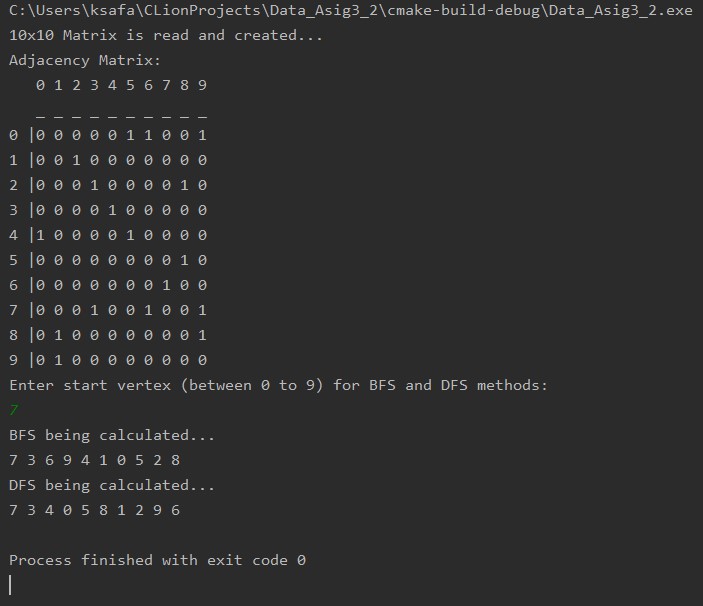 C:\Users\ksafa\CLionProjects\Data_Asig3_2\cmake-build-debug\Data_Asig3_2.exe
10x10 Matrix is read and created...
Adjacency Matrix:
   0 1 2 3 4 5 6 7 8 9
   _ _ _ _ _ _ _ _ _ _
0 |0 0 0 0 0 1 1 0 0 1
1 |0 0 1 0 0 0 0 0 0 0
2 |0 0 0 1 0 0 0 0 1 0
3 |0 0 0 0 1 0 0 0 0 0
4 |1 0 0 0 0 1 0 0 0 0
5 |0 0 0 0 0 0 0 0 1 0
6 |0 0 0 0 0 0 0 1 0 0
7 |0 0 0 1 0 0 1 0 0 1
8 |0 1 0 0 0 0 0 0 0 1
9 |0 1 0 0 0 0 0 0 0 0
Enter start vertex (between 0 to 9) for BFS and DFS methods:
7
BFS being calculated...
7 3 6 9 4 1 0 5 2 8
DFS being calculated...
7 3 4 0 5 8 1 2 9 6
Process finished with exit code 0